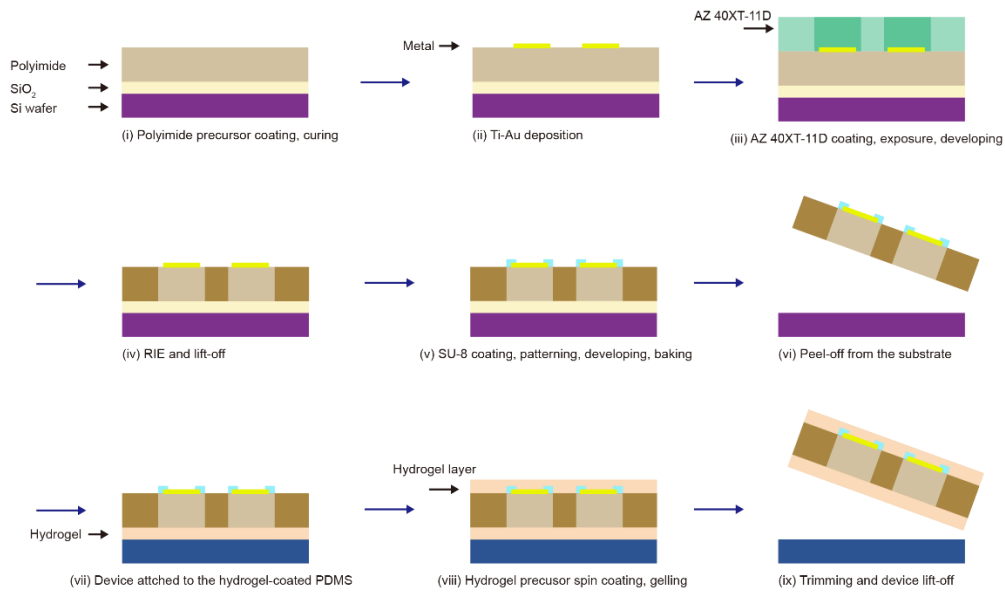 AZ 40XT-11D
Metal
Polyimide
SiO₂
Si wafer
(i) Polyimide precursor coating, curing
(ii) Ti-Au deposition
(iii) AZ 40XT-11D coating, exposure, developing
(iv) RIE and lift-off
(v) SU-8 coating, patterning, developing, baking
(vi) Peel-off from the substrate
Hydrogel layer
Hydrogel
(vii) Device attched to the hydrogel-coated PDMS
(viii) Hydrogel precusor spin coating, gelling
(ix) Trimming and device lift-off